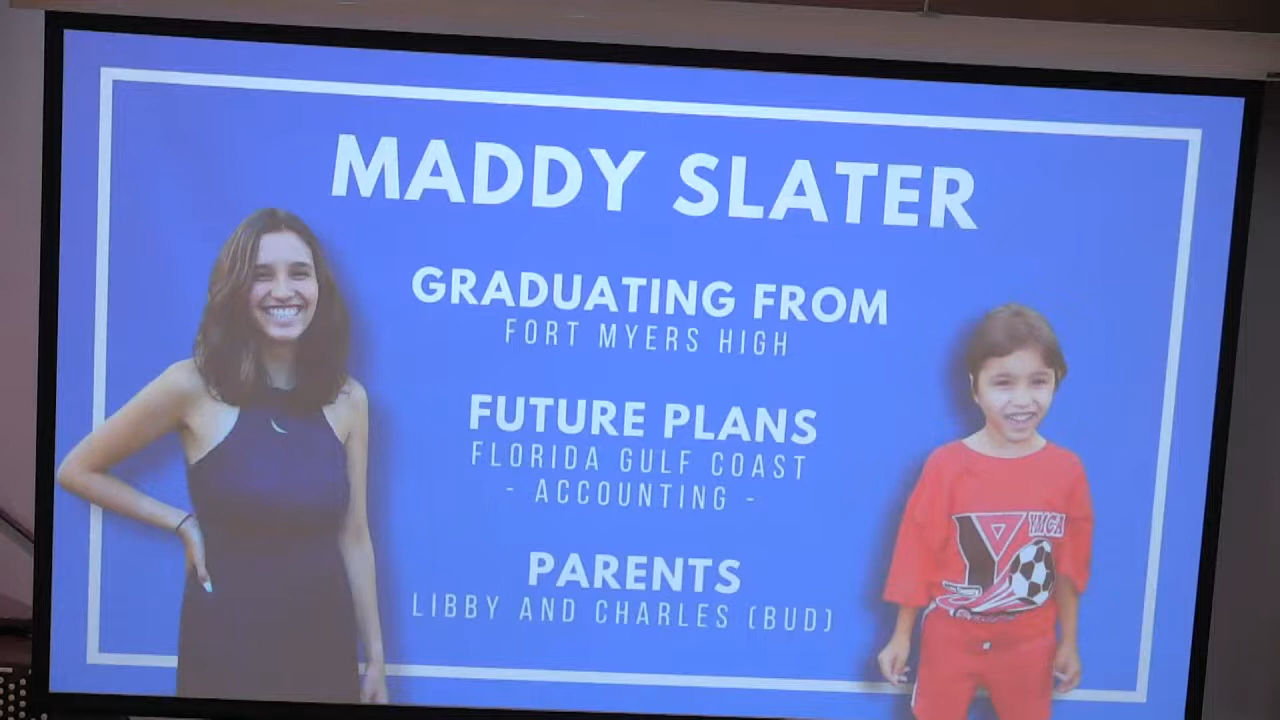 MADDY SLATER
GRADUATING FROM
FORT MYERS HIGH
FUTURE PLANS
FLORIDA GULF COAST
- ACCOUNTING -
PARENTS
LIBBY AND CHARLES (BUD)
YMCA